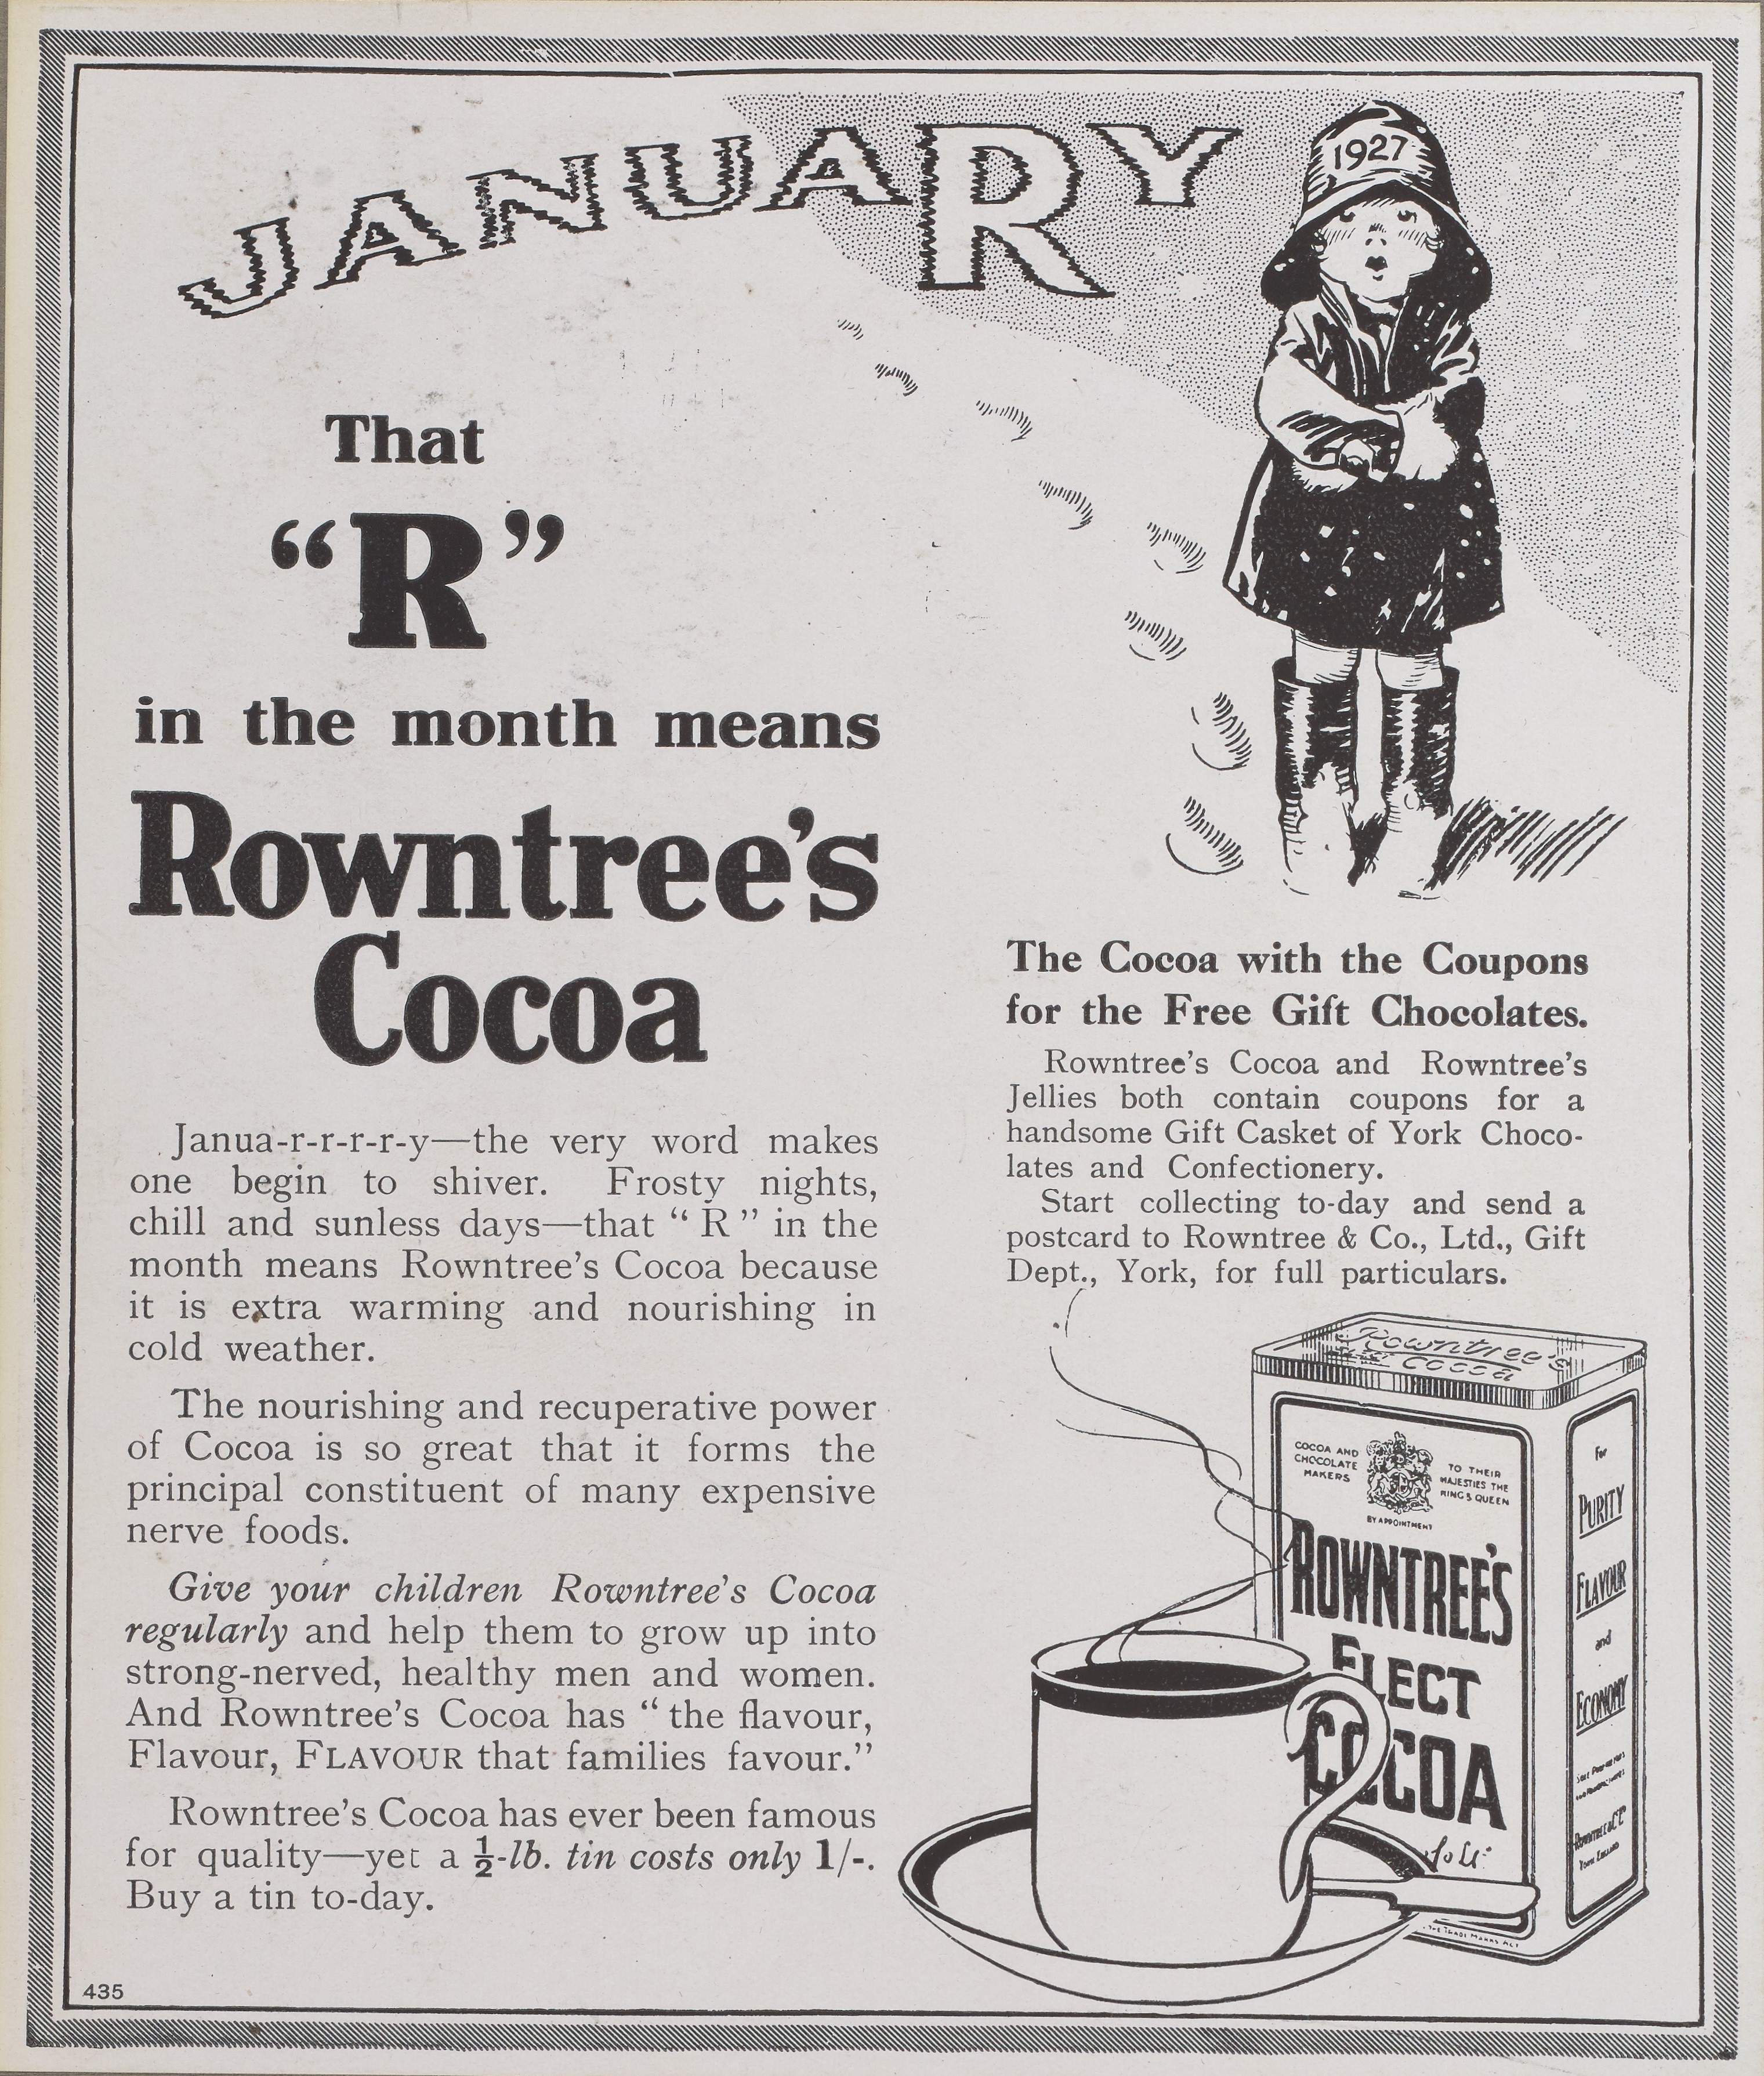 JANUARY
1927
That
“R”
in the month means
Rowntree’s
Cocoa
Janua-r-r-r-r-y—the very word makes
one begin to shiver. Frosty nights,
chill and sunless days—that “ R ” in the
month means Rowntree’s Cocoa because
it is extra warming and nourishing in
cold weather.
The nourishing and recuperative power
of Cocoa is so great that it forms the
principal constituent of many expensive
nerve foods.
Give your children Rowntree’s Cocoa
regularly and help them to grow up into
strong-nerved, healthy men and women.
And Rowntree’s Cocoa has “ the flavour,
Flavour, FLAVOUR that families favour.”
Rowntree’s Cocoa has ever been famous
for quality—yet a ½-lb. tin costs only 1/-.
Buy a tin to-day.
435
The Cocoa with the Coupons
for the Free Gift Chocolates.
Rowntree’s Cocoa and Rowntree’s
Jellies both contain coupons for a
handsome Gift Casket of York Choco-
lates and Confectionery.
Start collecting to-day and send a
postcard to Rowntree & Co., Ltd., Gift
Dept., York, for full particulars.
Rowntree's
Cocoa
COCOA AND
CHOCOLATE
MAKERS
TO THEIR
MAJESTIES THE
KING & QUEEN
BY APPOINTMENT
ROWNTREE'S
ELECT
COCOA
THE TRADE MARKS ACT
For
PURITY
FLAVOUR
and
ECONOMY
ROWNTREE & Co Ld
YORK ENGLAND